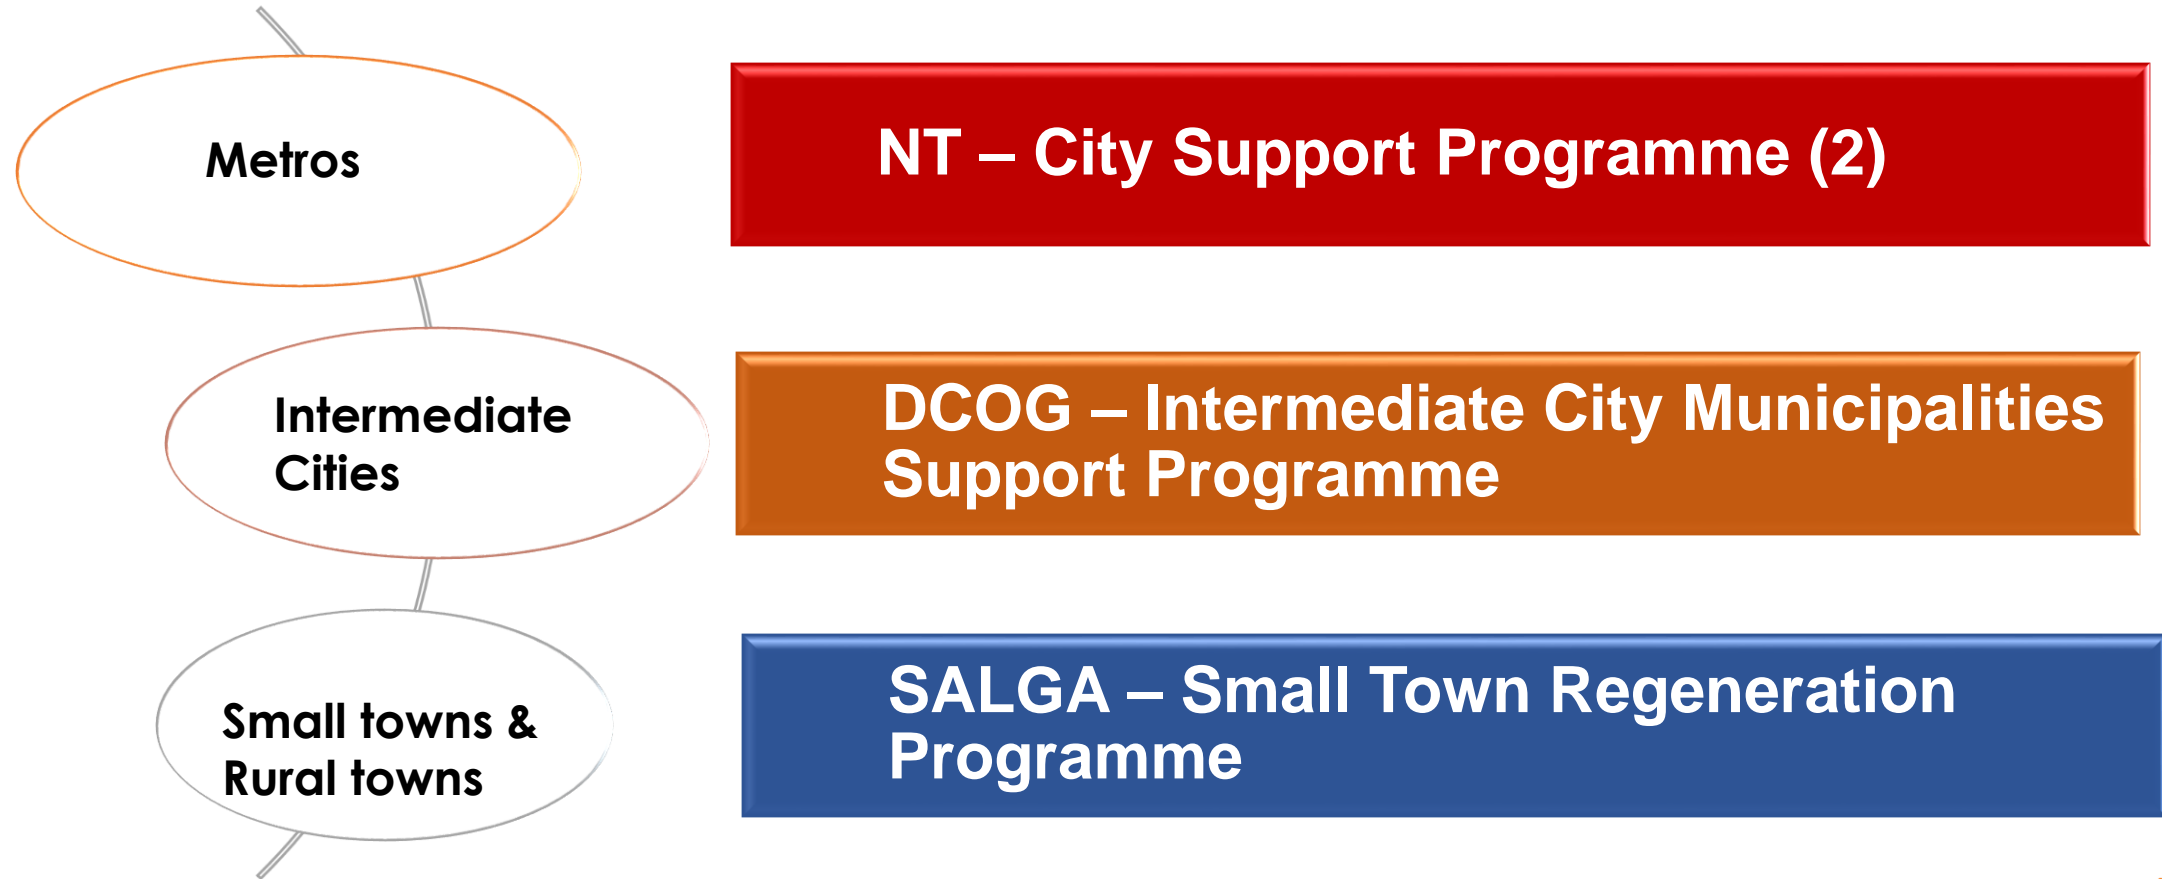 Metros
NT – City Support Programme (2)
Intermediate
Cities
DCOG – Intermediate City Municipalities
Support Programme
Small towns &
Rural towns
SALGA – Small Town Regeneration
Programme